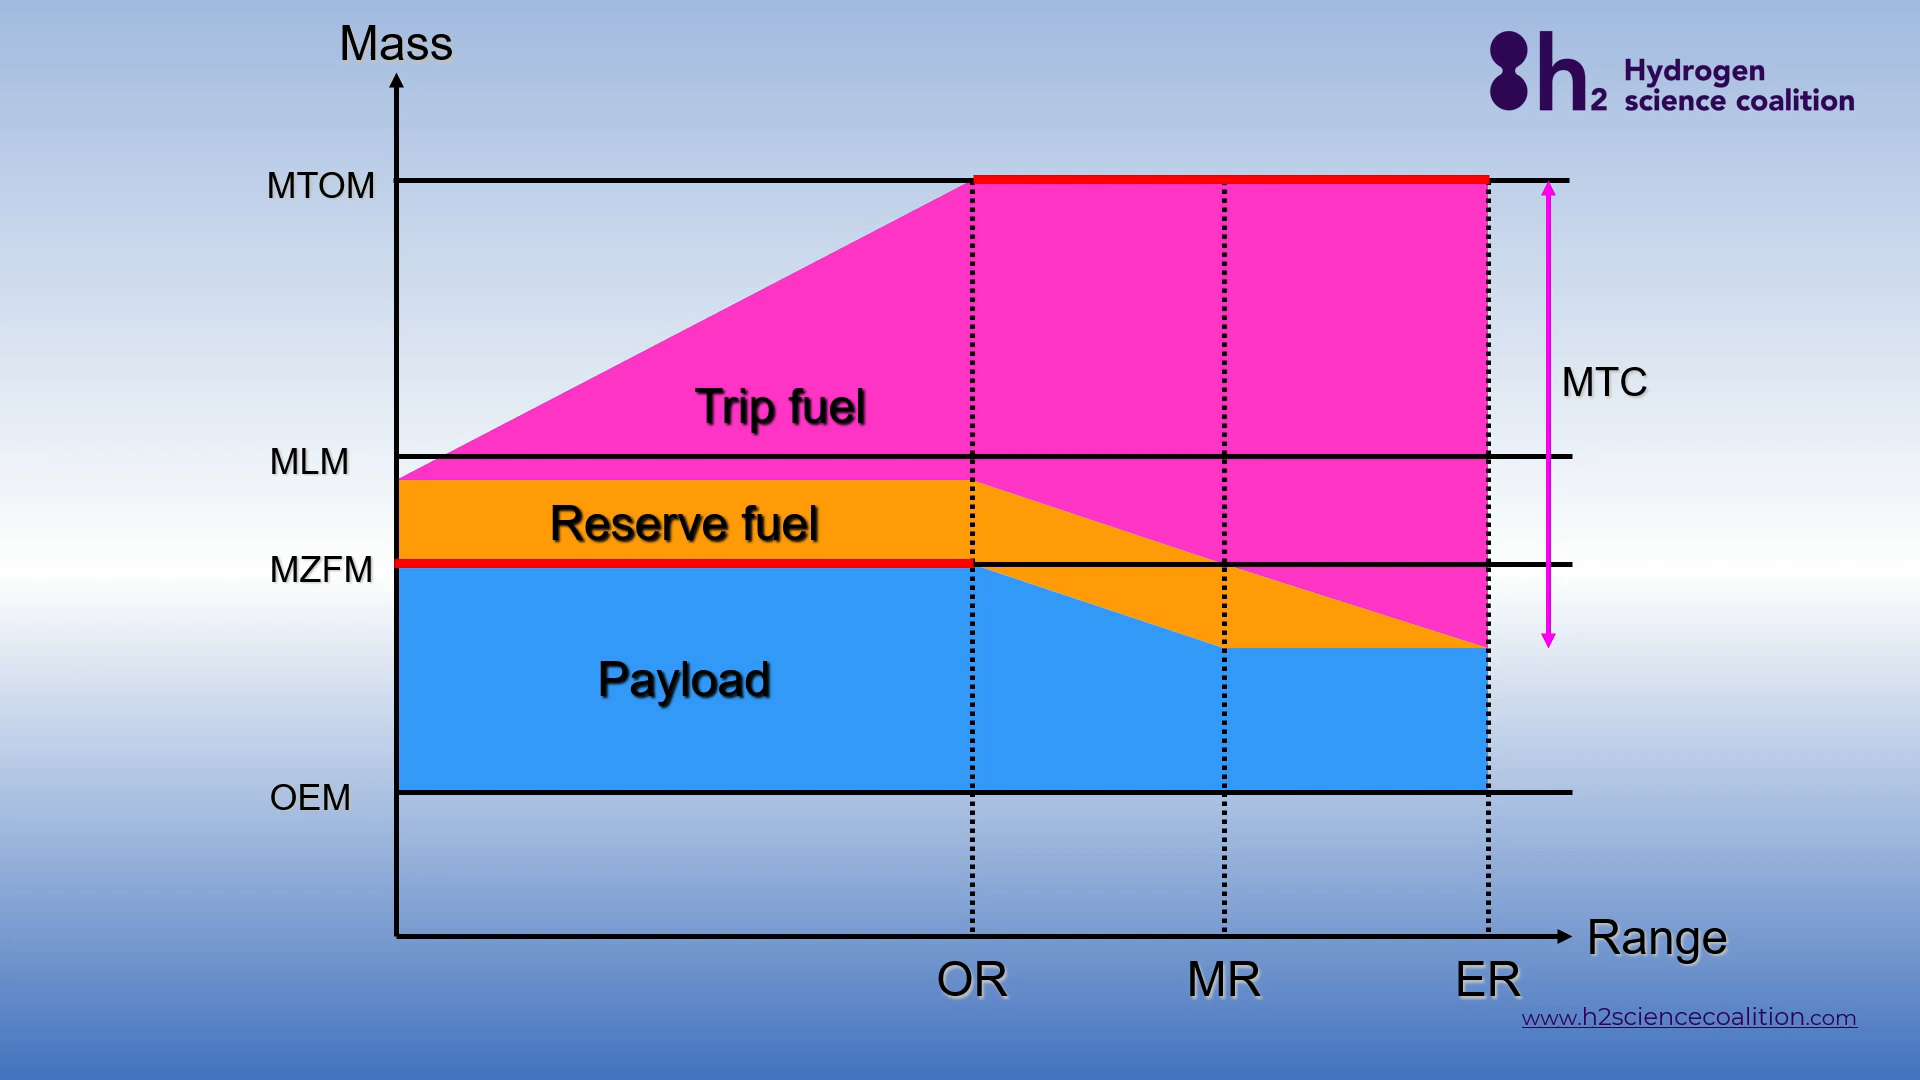 Mass
h2 Hydrogen
science coalition
MTOM
MTC
Trip fuel
MLM
Reserve fuel
MZFM
Payload
OEM
Range
OR MR ER
www.h2sciencecoalition.com